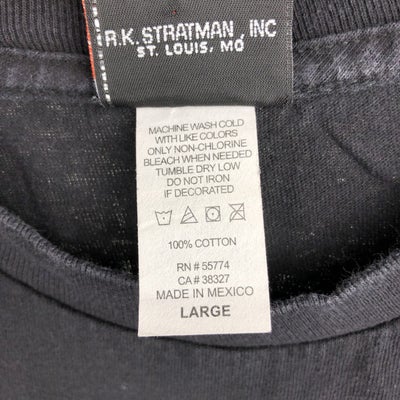 R.K. STRATMAN, INC
ST. LOUIS, MO
MACHINE WASH COLD
WITH LIKE COLORS
ONLY NON-CHLORINE
BLEACH WHEN NEEDED
TUMBLE DRY LOW
DO NOT IRON
IF DECORATED
100% COTTON
RN # 55774
CA # 38327
MADE IN MEXICO
LARGE